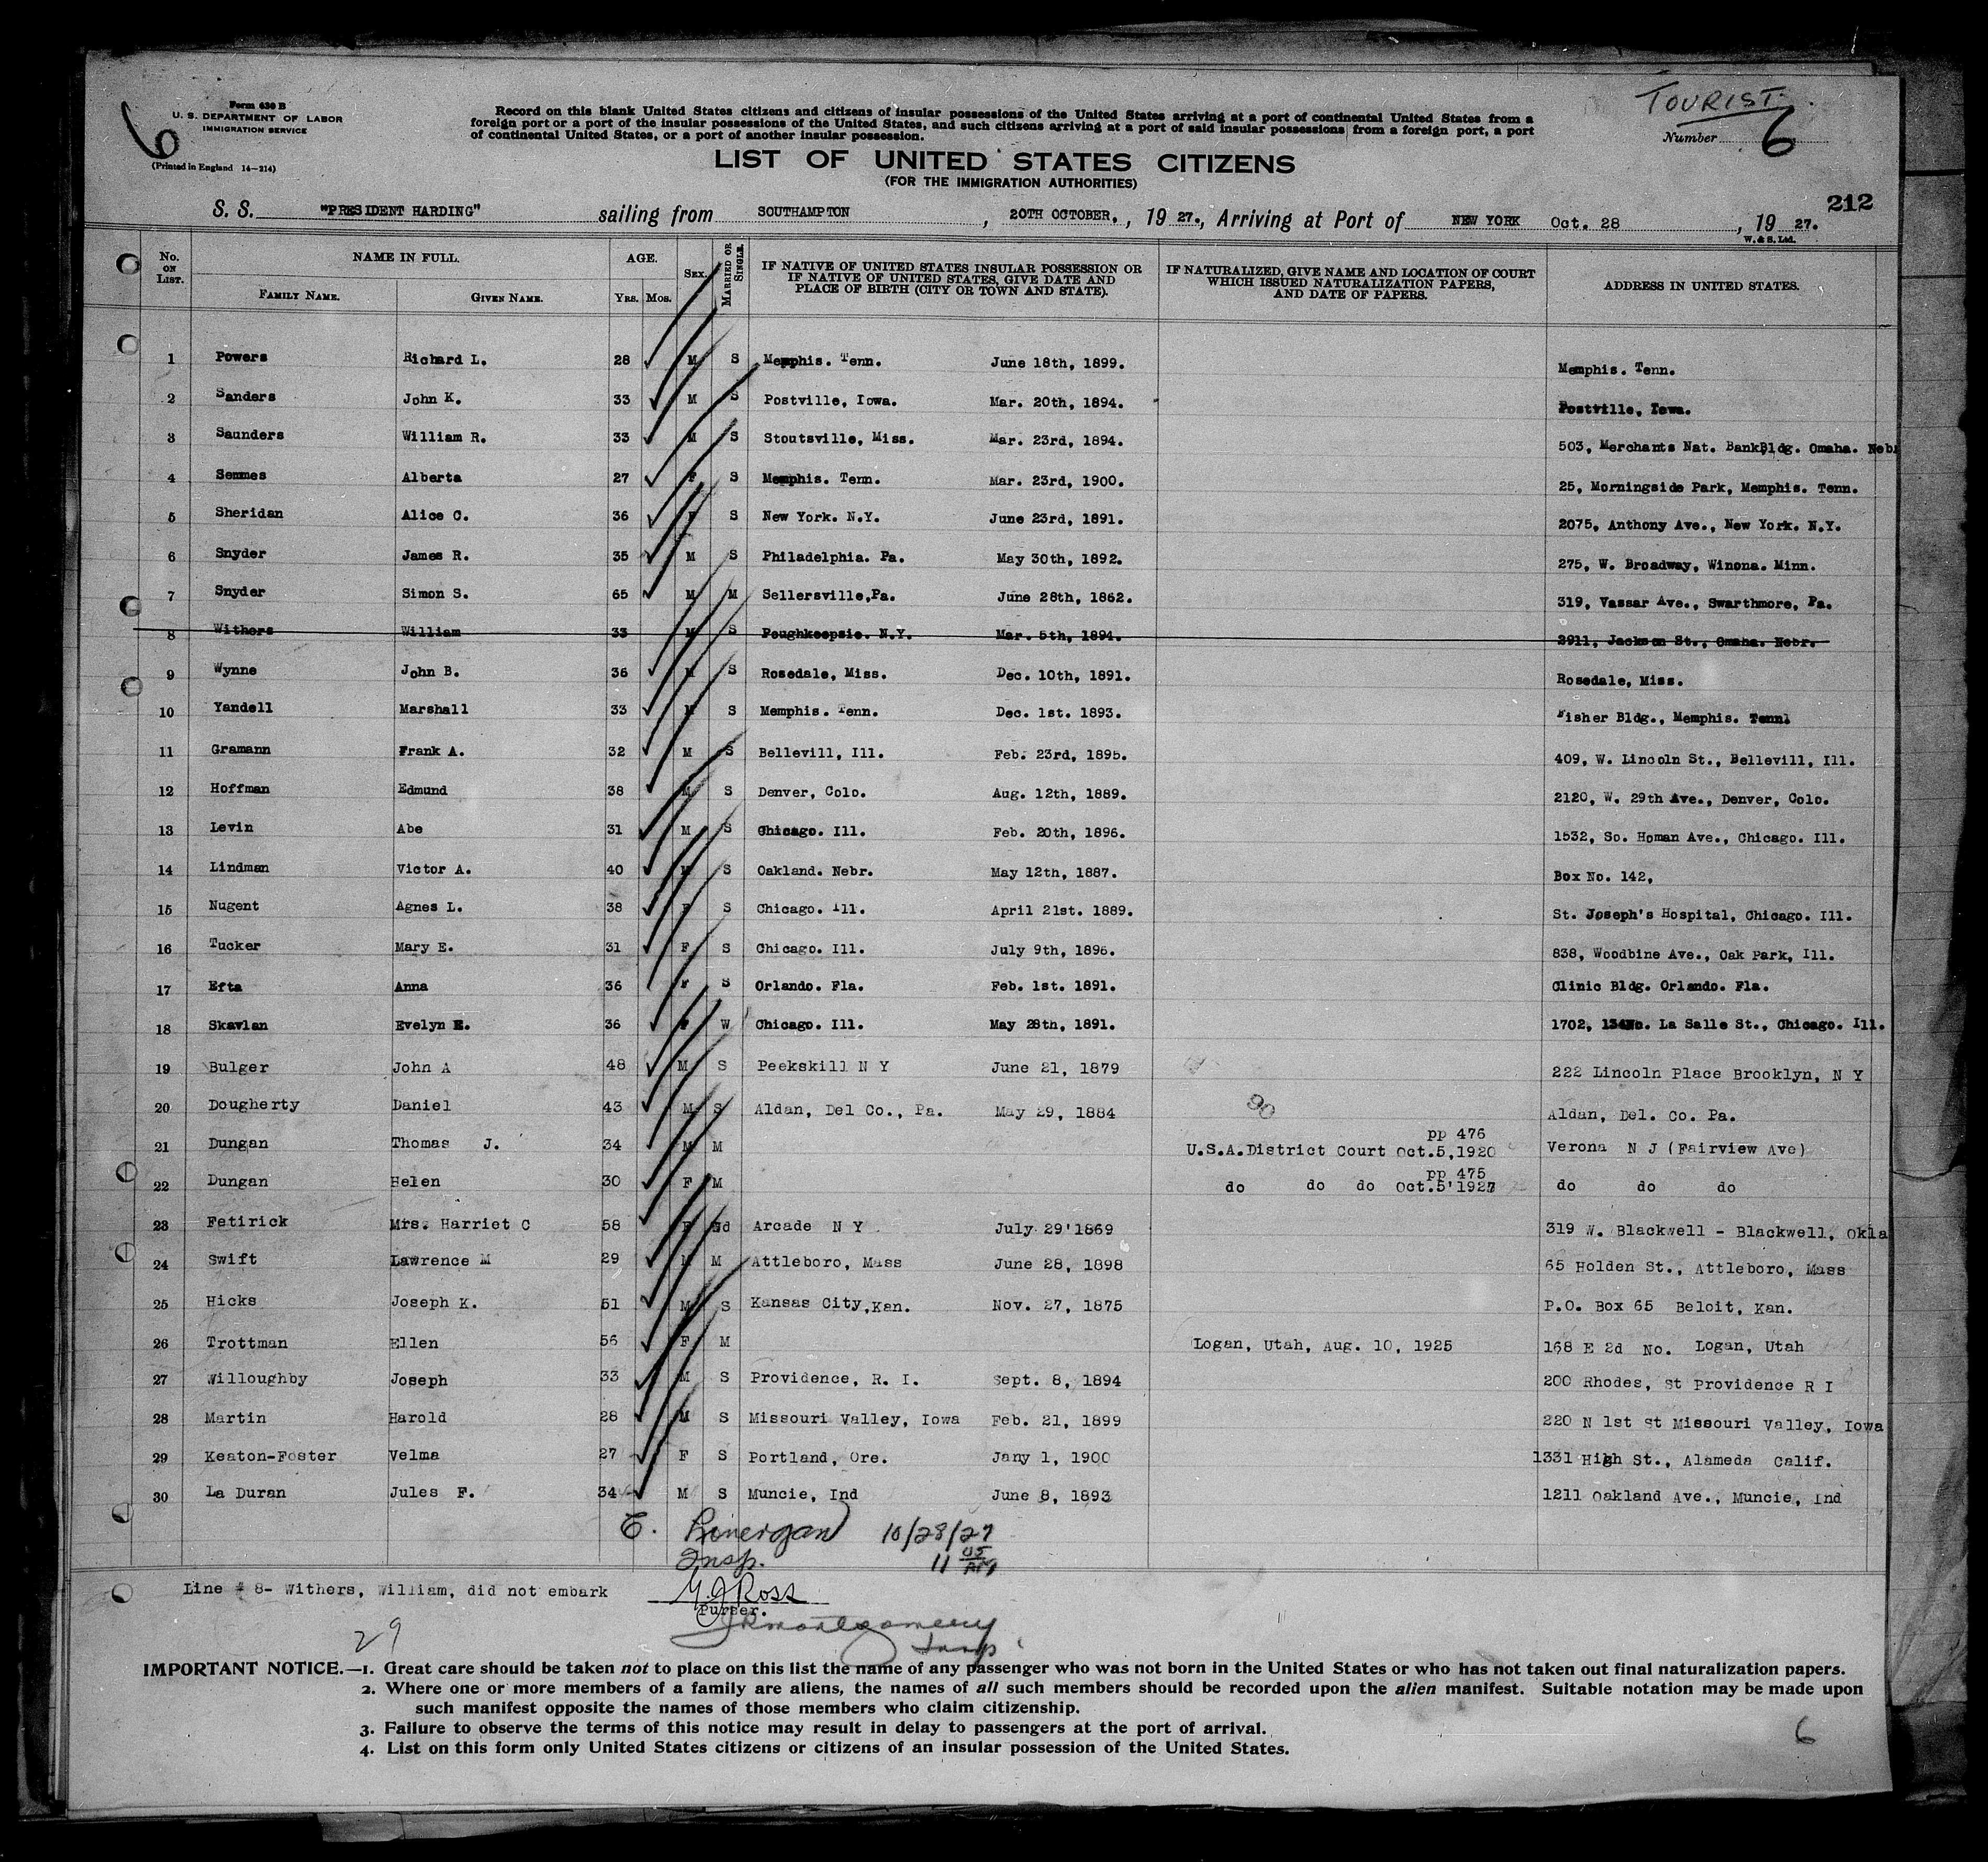 Form 630 B
U. S. DEPARTMENT OF LABOR
IMMIGRATION SERVICE
(Printed in England 14—214)
6
Record on this blank United States citizens and citizens of insular possessions of the United States arriving at a port of continental United States from a
foreign port or a port of the insular possessions of the United States, and such citizens arriving at a port of said insular possessions from a foreign port, a port
of continental United States, or a port of another insular possession.
TOURIST.
Number 6
LIST OF UNITED STATES CITIZENS
(FOR THE IMMIGRATION AUTHORITIES)
212
S. S. "PRESIDENT HARDING" sailing from SOUTHAMPTON, 20TH OCTOBER., 19 27., Arriving at Port of NEW YORK Oct. 28, 19 27.
W. & S. Ltd.
No. ON LIST. NAME IN FULL. AGE. SEX. MARRIED OR SINGLE. IF NATIVE OF UNITED STATES INSULAR POSSESSION OR IF NATIVE OF UNITED STATES, GIVE DATE AND PLACE OF BIRTH (CITY OR TOWN AND STATE). IF NATURALIZED, GIVE NAME AND LOCATION OF COURT WHICH ISSUED NATURALIZATION PAPERS, AND DATE OF PAPERS. ADDRESS IN UNITED STATES.
FAMILY NAME. GIVEN NAME. YRS. MOS.
1 Powers Richard L. 28 M S Memphis. Tenn. June 18th, 1899. Memphis. Tenn.
2 Sanders John K. 33 M S Postville, Iowa. Mar. 20th, 1894. Postville, Iowa.
3 Saunders William R. 33 M S Stoutsville, Miss. Mar. 23rd, 1894. 503, Merchants Nat. BankBldg. Omaha. Nebr
4 Semmes Alberta 27 F S Memphis. Tenn. Mar. 23rd, 1900. 25, Morningside Park, Memphis. Tenn.
5 Sheridan Alice C. 36 F S New York. N.Y. June 23rd, 1891. 2075, Anthony Ave., New York. N.Y.
6 Snyder James R. 35 M S Philadelphia. Pa. May 30th, 1892. 275, W. Broadway, Winona. Minn.
7 Snyder Simon S. 65 M M Sellersville,Pa. June 28th, 1862. 319, Vassar Ave., Swarthmore, Pa.
8 Withers William 33 M S Poughkeepsie. N.Y. Mar. 5th, 1894. 2911, Jackson St., Omaha. Nebr.
9 Wynne John B. 36 M S Rosedale, Miss. Dec. 10th, 1891. Rosedale, Miss.
10 Yandell Marshall 33 M S Memphis. Tenn. Dec. 1st. 1893. Fisher Bldg., Memphis. Tenn.
11 Gramann Frank A. 32 M S Bellevill, Ill. Feb. 23rd, 1895. 409, W. Lincoln St., Bellevill, Ill.
12 Hoffman Edmund 38 M S Denver, Colo. Aug. 12th, 1889. 2120, W. 29th Ave., Denver, Colo.
13 Levin Abe 31 M S Chicago. Ill. Feb. 20th, 1896. 1532, So. Homan Ave., Chicago. Ill.
14 Lindman Victor A. 40 M S Oakland. Nebr. May 12th, 1887. Box No. 142,
15 Nugent Agnes L. 38 F S Chicago. Ill. April 21st. 1889. St. Joseph's Hospital, Chicago. Ill.
16 Tucker Mary E. 31 F S Chicago. Ill. July 9th, 1896. 838, Woodbine Ave., Oak Park, Ill.
17 Efta Anna 36 F S Orlando. Fla. Feb. 1st. 1891. Clinic Bldg. Orlando. Fla.
18 Skavlan Evelyn E. 36 F W Chicago. Ill. May 28th, 1891. 1702, La Salle St., Chicago. Ill.
19 Bulger John A 48 M S Peekskill N Y June 21, 1879 222 Lincoln Place Brooklyn, N Y
20 Dougherty Daniel 43 M S Aldan, Del Co., Pa. May 29, 1884 90 Aldan, Del. Co. Pa.
21 Dungan Thomas J. 34 M M U.S.A.District Court pp 476 Oct.5,1920 Verona N J (Fairview Ave)
22 Dungan Helen 30 F M do do do pp 475 Oct.5'1927 do do do
23 Fetirick Mrs. Harriet C 58 F Wd Arcade N Y July 29'1869 319 W. Blackwell - Blackwell, Okla
24 Swift Lawrence M 29 M M Attleboro, Mass June 28, 1898 65 Holden St., Attleboro, Mass
25 Hicks Joseph K. 51 M S Kansas City,Kan. Nov. 27, 1875 P.O. Box 65 Beloit, Kan.
26 Trottman Ellen 56 F M Logan, Utah, Aug. 10, 1925 168 E 2d No. Logan, Utah
27 Willoughby Joseph 33 M S Providence, R. I. Sept. 8, 1894 200 Rhodes, St Providence R I
28 Martin Harold 28 M S Missouri Valley, Iowa Feb. 21, 1899 220 N 1st St Missouri Valley, Iowa
29 Keaton-Foster Velma 27 F S Portland, Ore. Jany 1, 1900 1331 High St., Alameda Calif.
30 La Duran Jules F. 34 M S Muncie, Ind June 8, 1893 1211 Oakland Ave., Muncie, Ind
10/28/27
Insp. 11 05 AM
Line # 8- Withers, William, did not embark
Ross
Purser.
Montgomery
Insp
29
IMPORTANT NOTICE.—1. Great care should be taken not to place on this list the name of any passenger who was not born in the United States or who has not taken out final naturalization papers.
2. Where one or more members of a family are aliens, the names of all such members should be recorded upon the alien manifest. Suitable notation may be made upon
such manifest opposite the names of those members who claim citizenship.
3. Failure to observe the terms of this notice may result in delay to passengers at the port of arrival.
4. List on this form only United States citizens or citizens of an insular possession of the United States.
6